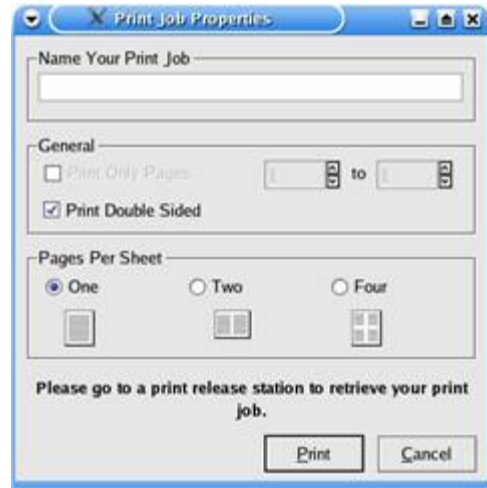 Print Job Properties
Name Your Print Job
General
Print Only Pages
1 to 1
Print Double Sided
Pages Per Sheet
One Two Four
Please go to a print release station to retrieve your print
job.
Print Cancel